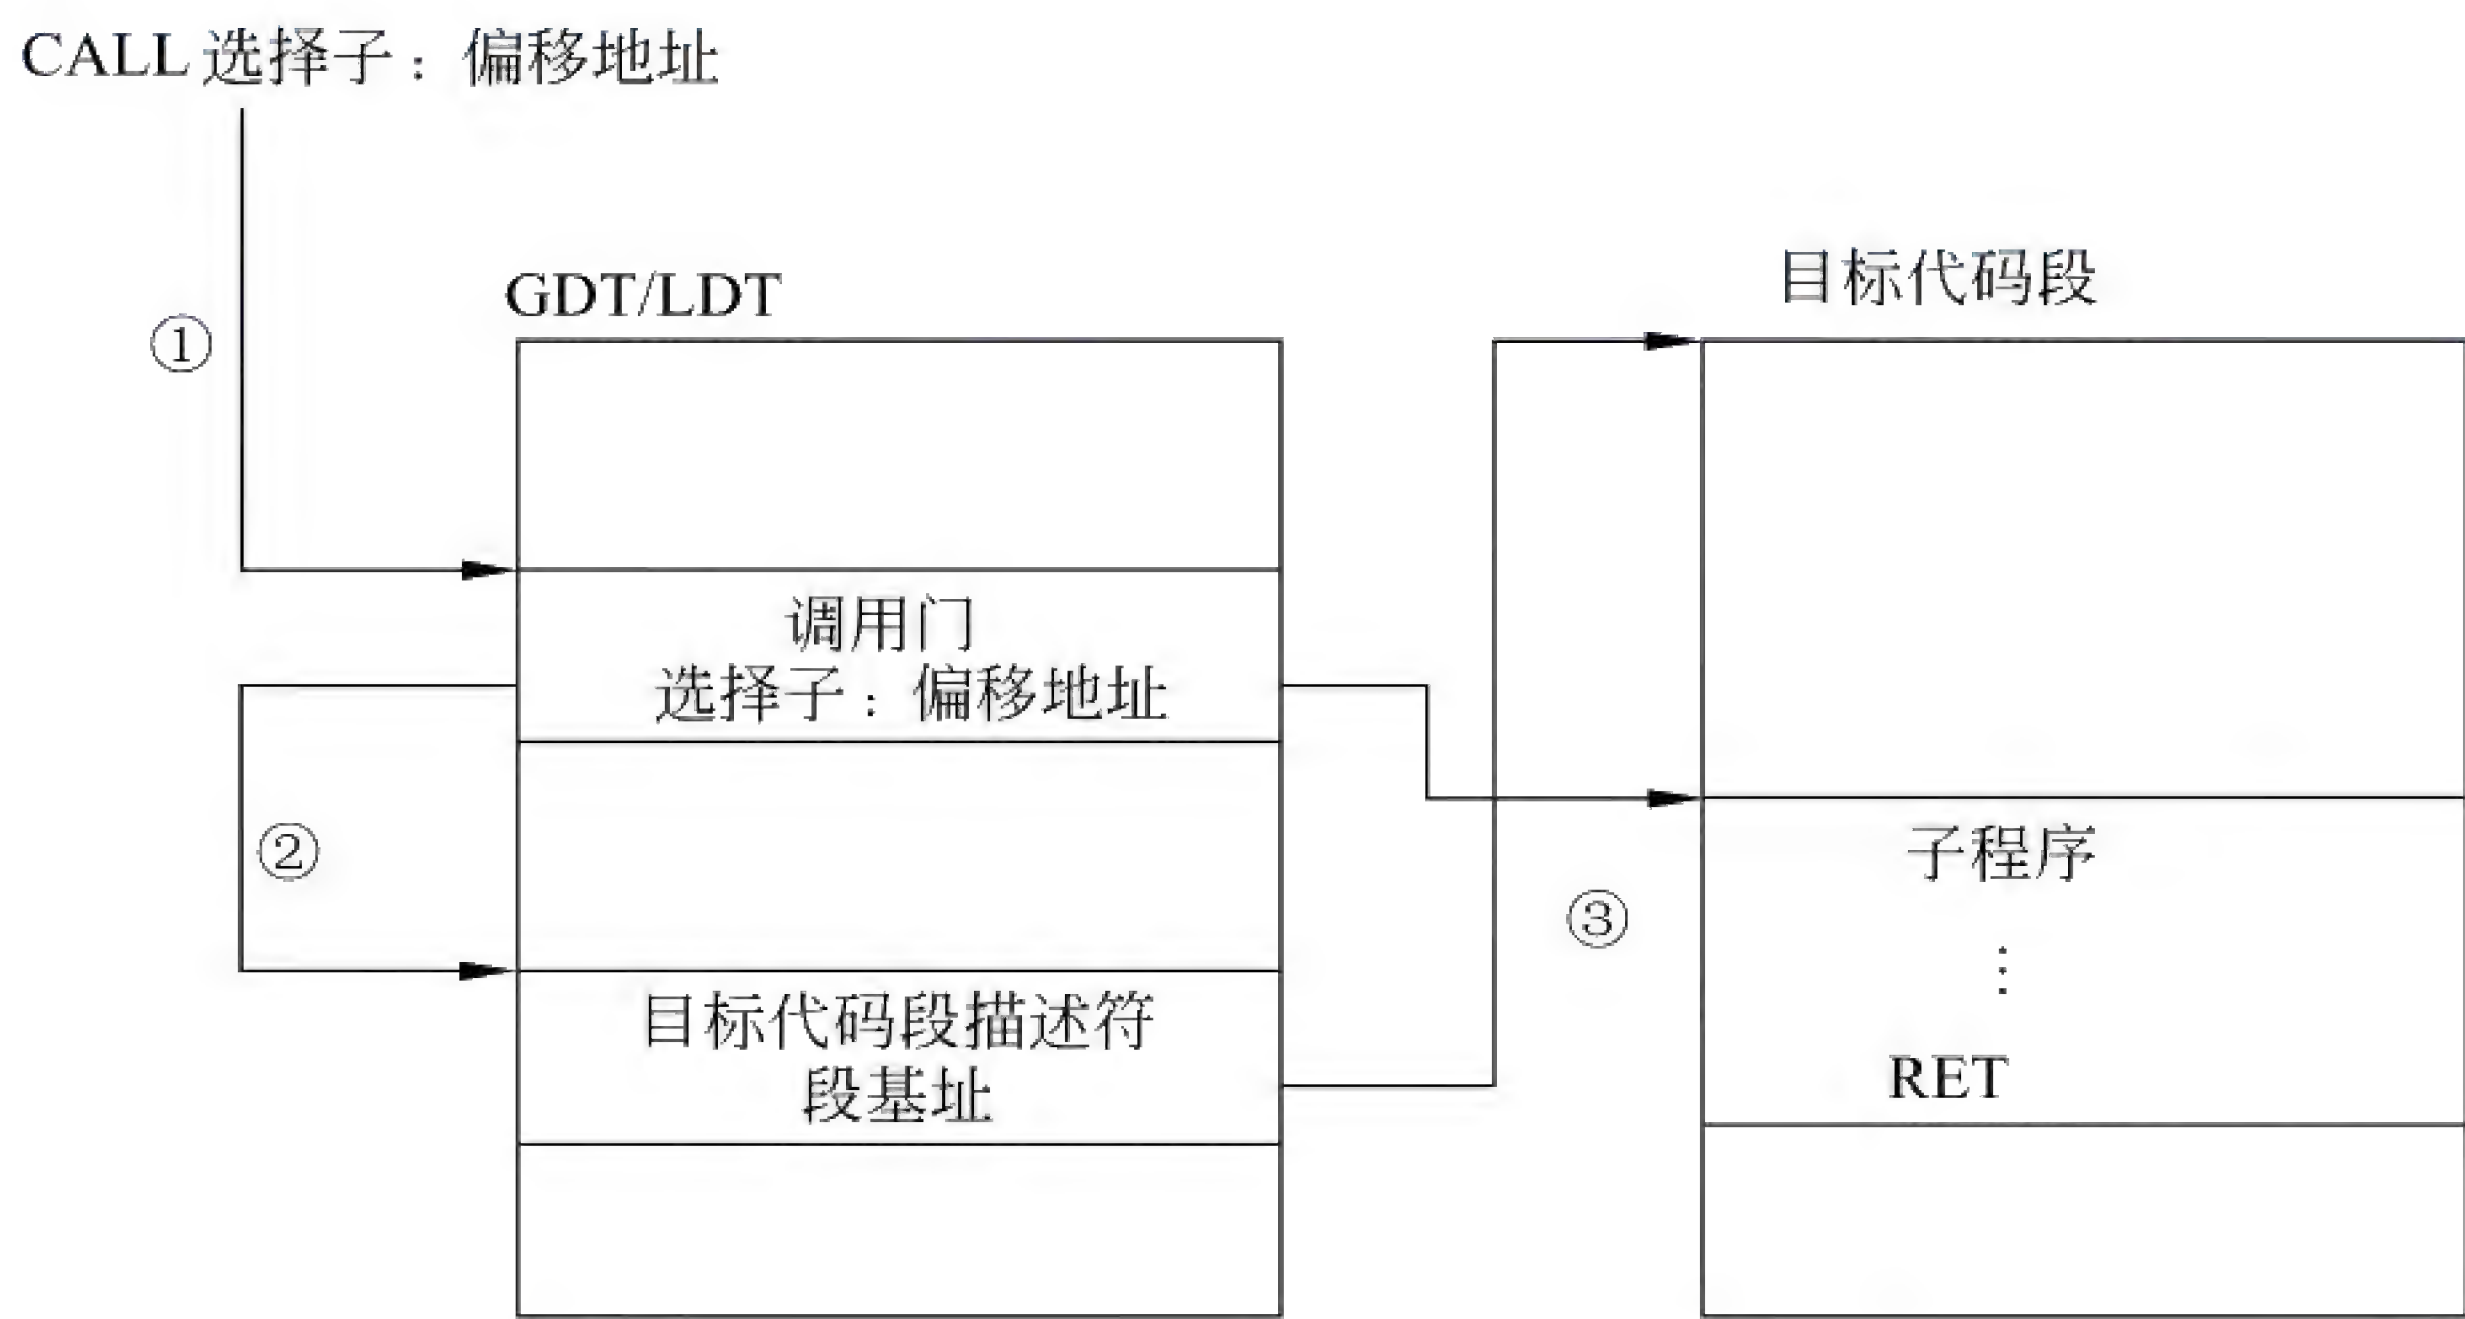 CALL 选择子：偏移地址
①
GDT/LDT
目标代码段
调用门
选择子：偏移地址
②
子程序
③
⋮
目标代码段描述符
段基址
RET